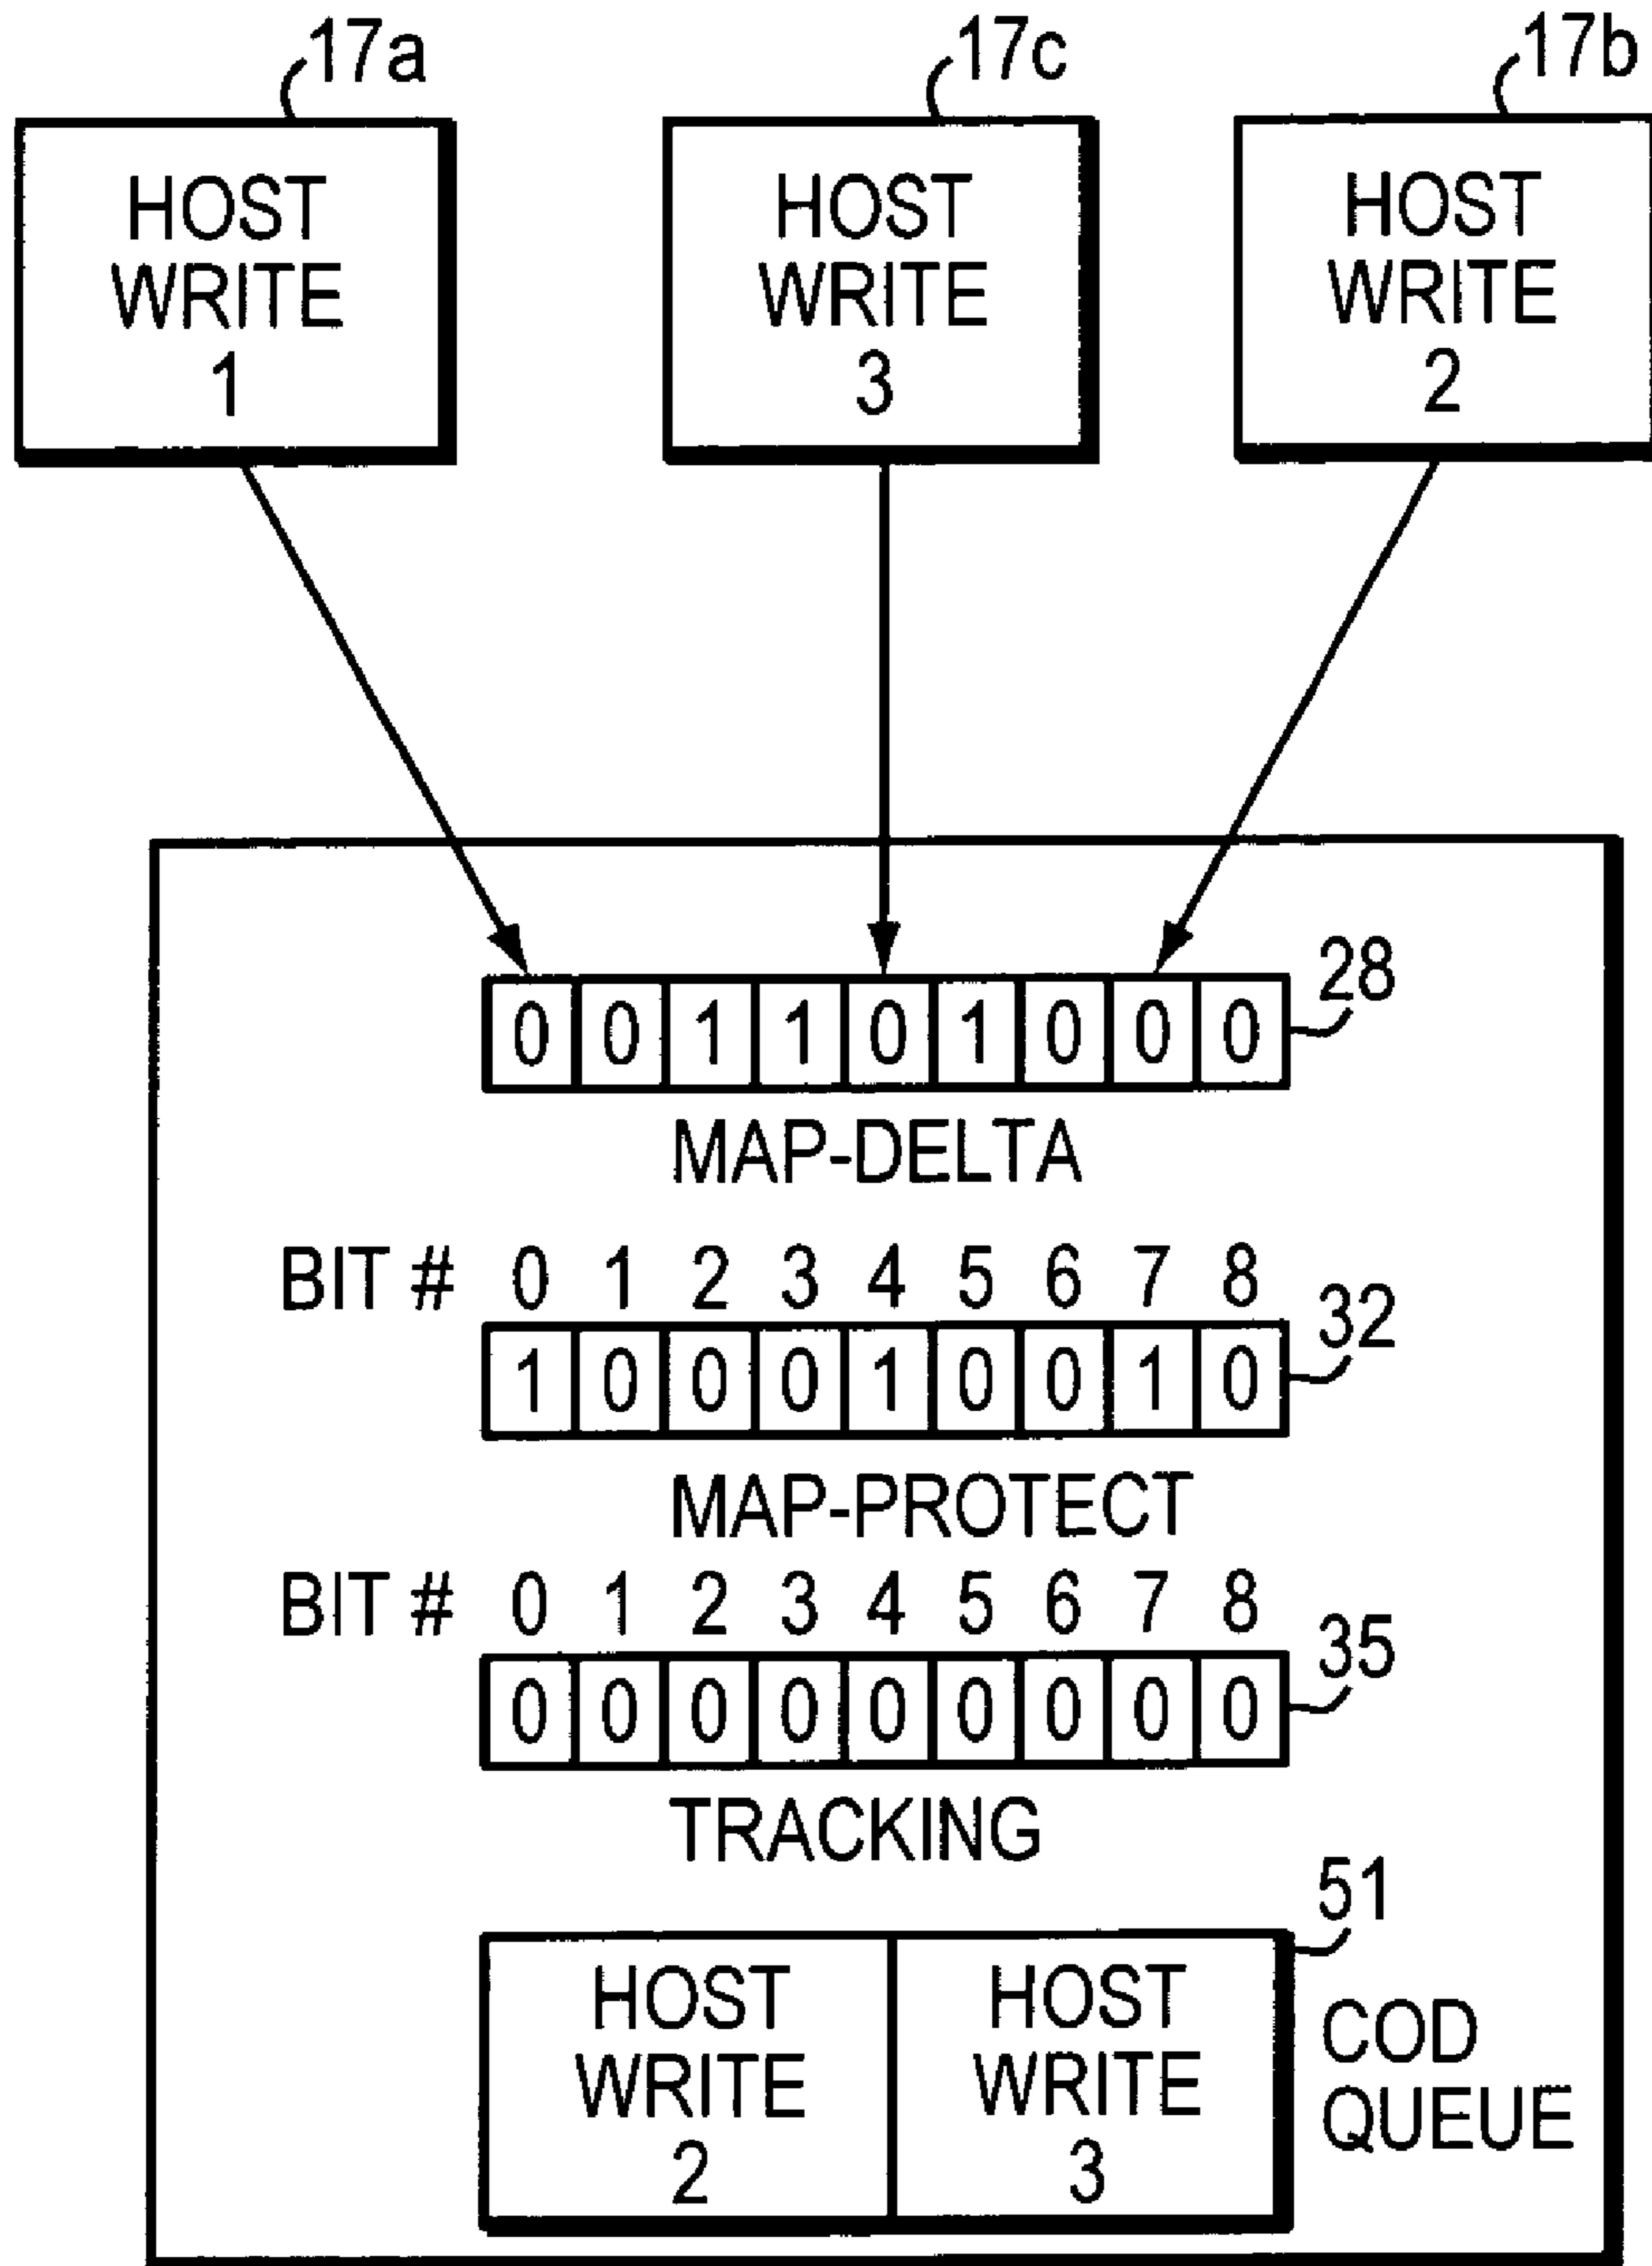 17a
17c
17b
HOST
WRITE
1
HOST
WRITE
3
HOST
WRITE
2
0 0 1 1 0 1 0 0 0
28
MAP-DELTA
BIT # 0 1 2 3 4 5 6 7 8
1 0 0 0 1 0 0 1 0
32
MAP-PROTECT
BIT # 0 1 2 3 4 5 6 7 8
0 0 0 0 0 0 0 0 0
35
TRACKING
51
HOST
WRITE
2
HOST
WRITE
3
COD
QUEUE